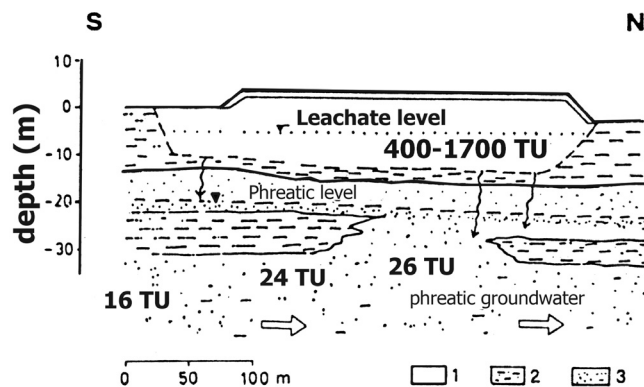 S
N
10
0
-10
-20
-30
depth (m)
Leachate level
400-1700 TU
Phreatic level
24 TU
26 TU
16 TU
phreatic groundwater
0 50 100 m
1 2 3